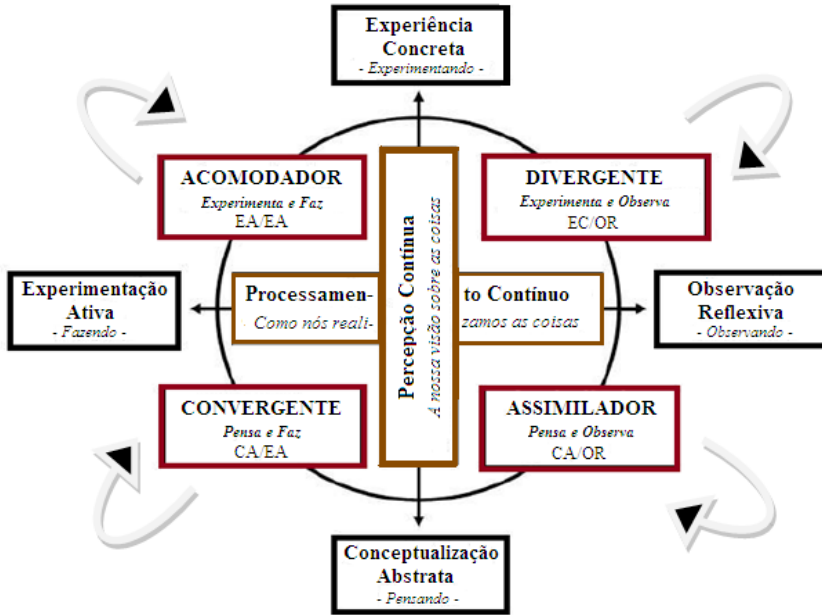 Experiência
Concreta
- Experimentando -
ACOMODADOR
Experimenta e Faz
EA/EA
DIVERGENTE
Experimenta e Observa
EC/OR
Percepção Contínua
A nossa visão sobre as coisas
Experimentação
Ativa
- Fazendo -
Processamen- to Contínuo
Como nós reali- zamos as coisas
Observação
Reflexiva
- Observando -
CONVERGENTE
Pensa e Faz
CA/EA
ASSIMILADOR
Pensa e Observa
CA/OR
Conceptualização
Abstrata
- Pensando -